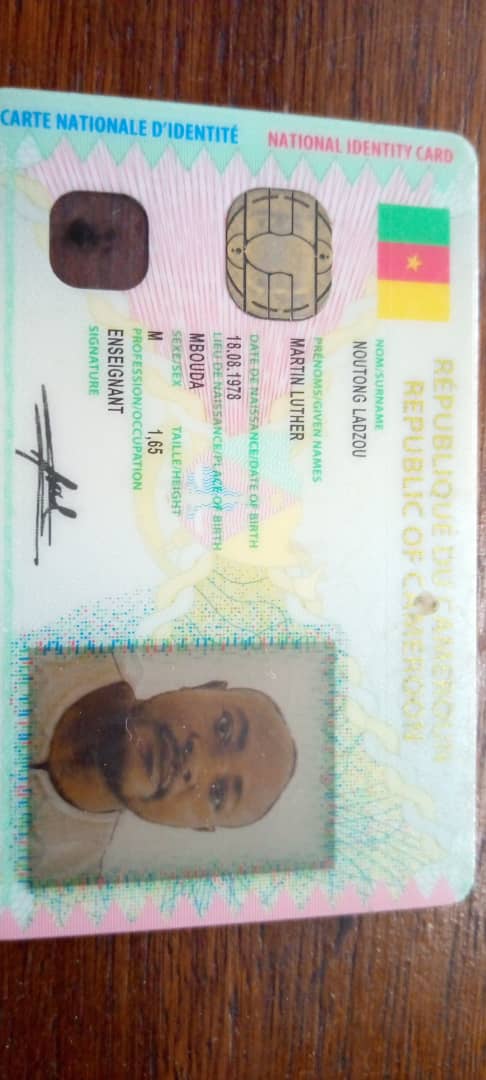 RÉPUBLIQUE DU CAMEROUN
REPUBLIC OF CAMEROON
CARTE NATIONALE D'IDENTITÉ
NATIONAL IDENTITY CARD
NOM/SURNAME
NOUTONG LADZOU
PRÉNOMS/GIVEN NAMES
MARTIN LUTHER
DATE DE NAISSANCE/DATE OF BIRTH
18.08.1978
LIEU DE NAISSANCE/PLACE OF BIRTH
MBOUDA
SEXE/SEX TAILLE/HEIGHT
M 1,65
PROFESSION/OCCUPATION
ENSEIGNANT
SIGNATURE